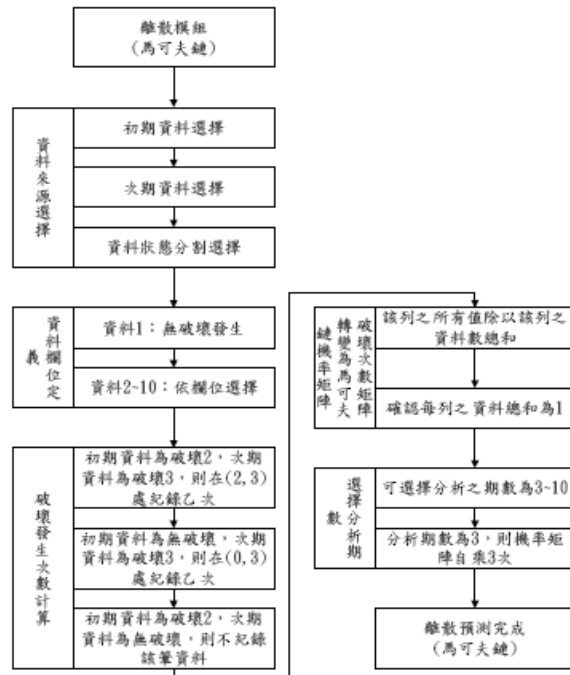 離散模組
(馬可夫鏈)
資料來源選擇
初期資料選擇
次期資料選擇
資料狀態分割選擇
資料欄位定
義
資料1：無破壞發生
資料2~10：依欄位選擇
破壞發生次數計算
初期資料為破壞2，次期
資料為破壞3，則在(2,3)
處紀錄乙次
初期資料為無破壞，次期
資料為破壞3，則在(0,3)
處紀錄乙次
初期資料為破壞2，次期
資料為無破壞，則不紀錄
該筆資料
破壞次數矩陣
轉變為馬可夫
鏈機率矩陣
該列之所有值除以該列之
資料數總和
確認每列之資料總和為1
選擇分析期
數
可選擇分析之期數為3~10
分析期數為3，則機率矩
陣自乘3次
離散預測完成
(馬可夫鏈)